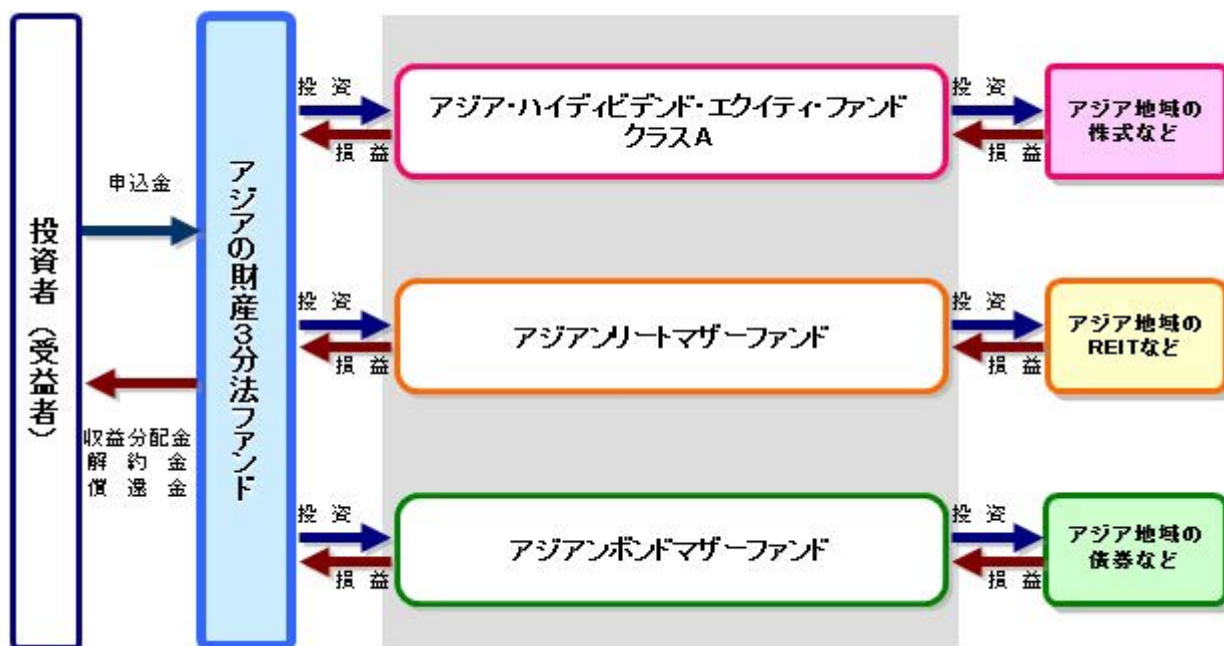 投資者（受益者）
申込金
収益分配金
解約金
償還金
アジアの財産3分法ファンド
投資
損益
アジア・ハイディビデンド・エクイティ・ファンド
クラスA
投資
損益
アジア地域の
株式など
投資
損益
アジアンリートマザーファンド
投資
損益
アジア地域の
REITなど
投資
損益
アジアンボンドマザーファンド
投資
損益
アジア地域の
債券など